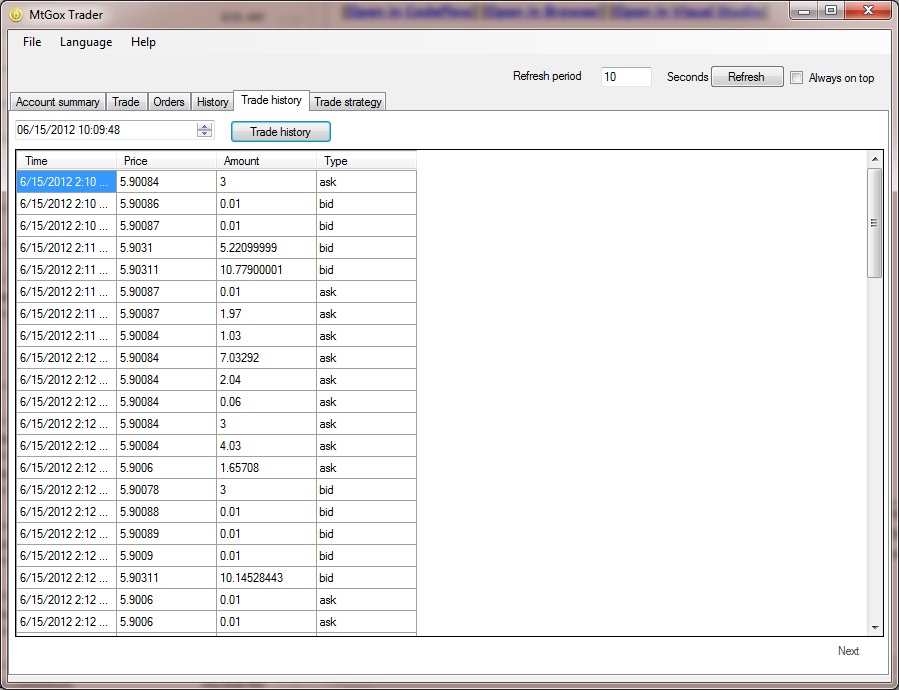 [Open in CodeFlow] [Open in Browser] [Open in Visual Studio]
MtGox Trader
File Language Help
Refresh period 10 Seconds Refresh Always on top
Account summary Trade Orders History Trade history Trade strategy
06/15/2012 10:09:48 Trade history
Time Price Amount Type
6/15/2012 2:10 ... 5.90084 3 ask
6/15/2012 2:10 ... 5.90086 0.01 bid
6/15/2012 2:10 ... 5.90087 0.01 bid
6/15/2012 2:11 ... 5.9031 5.22099999 bid
6/15/2012 2:11 ... 5.90311 10.77900001 bid
6/15/2012 2:11 ... 5.90087 0.01 ask
6/15/2012 2:11 ... 5.90087 1.97 ask
6/15/2012 2:11 ... 5.90084 1.03 ask
6/15/2012 2:12 ... 5.90084 7.03292 ask
6/15/2012 2:12 ... 5.90084 2.04 ask
6/15/2012 2:12 ... 5.90084 0.06 ask
6/15/2012 2:12 ... 5.90084 3 ask
6/15/2012 2:12 ... 5.90084 4.03 ask
6/15/2012 2:12 ... 5.9006 1.65708 ask
6/15/2012 2:12 ... 5.90078 3 bid
6/15/2012 2:12 ... 5.90088 0.01 bid
6/15/2012 2:12 ... 5.90089 0.01 bid
6/15/2012 2:12 ... 5.9009 0.01 bid
6/15/2012 2:12 ... 5.90311 10.14528443 bid
6/15/2012 2:12 ... 5.9006 0.01 ask
6/15/2012 2:12 ... 5.9006 0.01 ask
Next